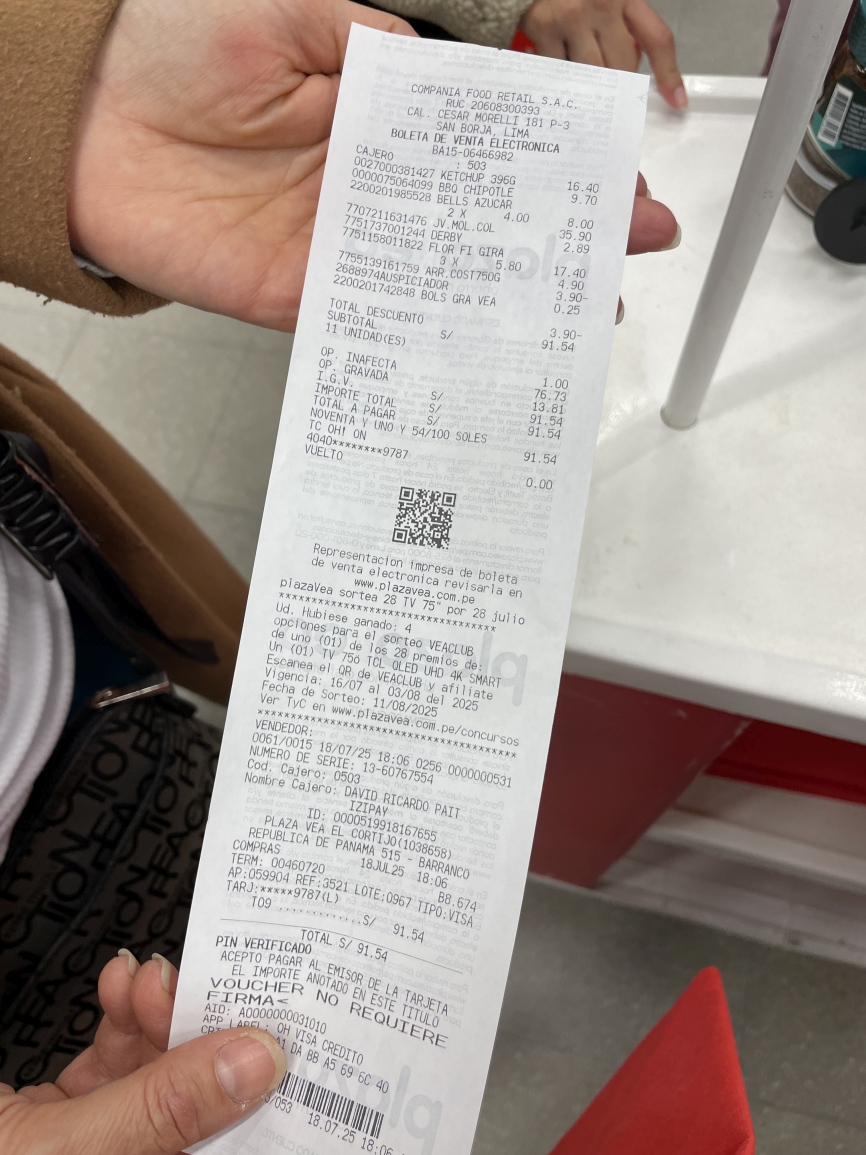 COMPANIA FOOD RETAIL S.A.C.
RUC 20608300393
CAL. CESAR MORELLI 181 P-3
SAN BORJA, LIMA
BOLETA DE VENTA ELECTRONICA
BA15-06466982
CAJERO : 503
0027000381427 KETCHUP 396G 16.40
0000075064099 BBQ CHIPOTLE 9.70
2200201985528 BELLS AZUCAR
2 X 4.00 8.00
7707211631476 JV.MOL.COL 35.90
7751737001244 DERBY 2.89
7751158011822 FLOR FI GIRA
3 X 5.80 17.40
7755139161759 ARR.COST750G 4.90
2688974AUSPICIADOR 3.90-
2200201742848 BOLS GRA VEA 0.25
TOTAL DESCUENTO 3.90-
SUBTOTAL S/ 91.54
11 UNIDAD(ES)
OP. INAFECTA 1.00
OP. GRAVADA 76.73
I.G.V. S/ 13.81
IMPORTE TOTAL S/ 91.54
TOTAL A PAGAR S/ 91.54
NOVENTA Y UNO Y 54/100 SOLES
TC OH! ON 91.54
4040********9787
VUELTO 0.00
Representacion impresa de boleta
de venta electronica revisarla en
www.plazavea.com.pe
plazaVea sortea 28 TV 75" por 28 julio
************************************
Ud. Hubiese ganado: 4
opciones para el sorteo VEACLUB
de uno (01) de los 28 premios de:
Un (01) TV 75ó TCL QLED UHD 4K SMART
Escanea el QR de VEACLUB y afiliate
Vigencia: 16/07 al 03/08 del 2025
Fecha de Sorteo: 11/08/2025
Ver TyC en www.plazavea.com.pe/concursos
************************************
VENDEDOR:
0061/0015 18/07/25 18:06 0256 0000000531
NUMERO DE SERIE: 13-60767554
Cod. Cajero: 0503
Nombre Cajero: DAVID RICARDO PAIT
IZIPAY
ID: 0000519918167655
PLAZA VEA EL CORTIJO(1038658)
REPUBLICA DE PANAMA 515 - BARRANCO
COMPRAS 18JUL25 18:06
TERM: 00460720 B8.674
AP:059904 REF:3521 LOTE:0967 TIPO:VISA
TARJ:*****9787(L)
T09 ............S/ 91.54
TOTAL S/ 91.54
PIN VERIFICADO
ACEPTO PAGAR AL EMISOR DE LA TARJETA
EL IMPORTE ANOTADO EN ESTE TITULO
VOUCHER NO REQUIERE
FIRMA<
AID: A0000000031010
APP LABEL: OH VISA CREDITO
A1 DA BB A5 69 6C 40
/053 18.07.25 18:06